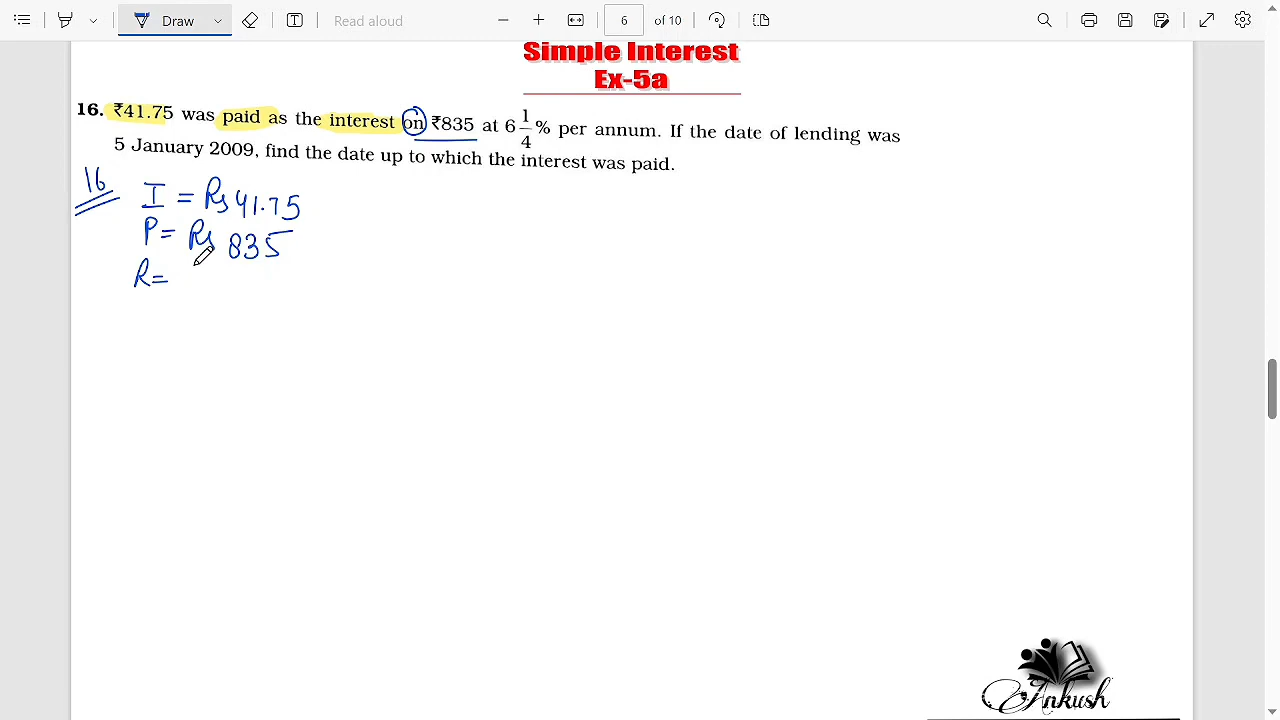 Draw
Read aloud
6 of 10
Simple Interest
Ex-5a
16. ₹41.75 was paid as the interest on ₹835 at 6 1/4 % per annum. If the date of lending was
5 January 2009, find the date up to which the interest was paid.
16
I = Rs 41.75
P = Rs 835
R =
Ankush